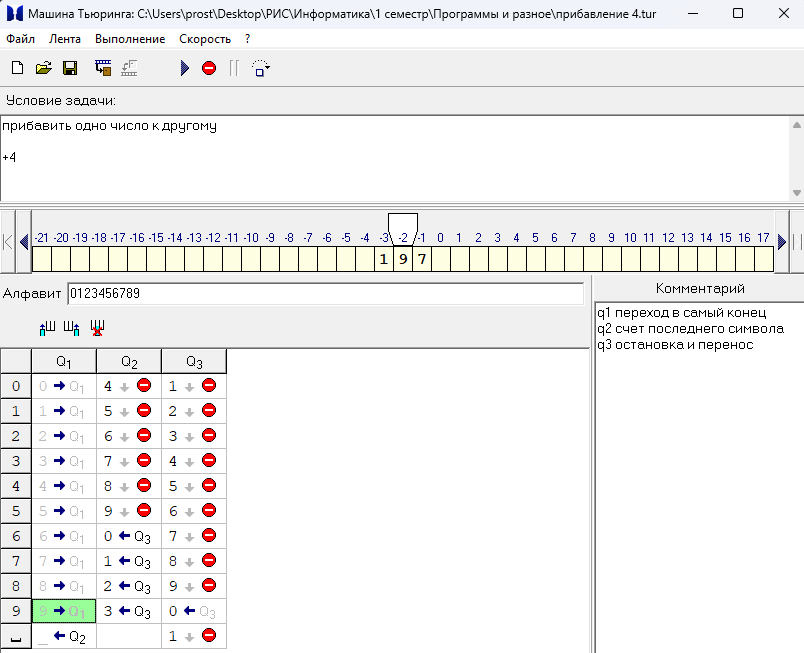 Машина Тьюринга: C:\Users\prost\Desktop\РИС\Информатика\1 семестр\Программы и разное\прибавление 4.tur
Файл Лента Выполнение Скорость ?
Условие задачи:
прибавить одно число к другому
+4
-21 -20 -19 -18 -17 -16 -15 -14 -13 -12 -11 -10 -9 -8 -7 -6 -5 -4 -3 -2 -1 0 1 2 3 4 5 6 7 8 9 10 11 12 13 14 15 16 17
1 9 7
Алфавит 0123456789
Комментарий
q1 переход в самый конец
q2 счет последнего символа
q3 остановка и перенос
Q1 Q2 Q3
0 0 → Q1 4 ↓ 1 ↓
1 1 → Q1 5 ↓ 2 ↓
2 2 → Q1 6 ↓ 3 ↓
3 3 → Q1 7 ↓ 4 ↓
4 4 → Q1 8 ↓ 5 ↓
5 5 → Q1 9 ↓ 6 ↓
6 6 → Q1 0 ← Q3 7 ↓
7 7 → Q1 1 ← Q3 8 ↓
8 8 → Q1 2 ← Q3 9 ↓
9 9 → Q1 3 ← Q3 0 ← Q3
_ _ ← Q2 1 ↓